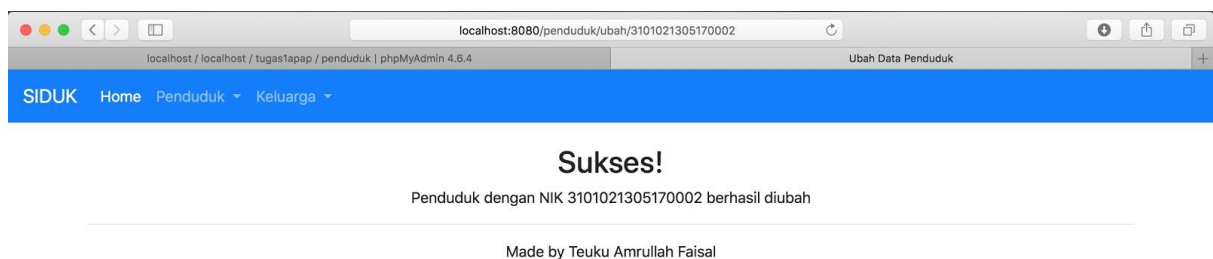 localhost:8080/penduduk/ubah/3101021305170002
localhost / localhost / tugas1apap / penduduk | phpMyAdmin 4.6.4
Ubah Data Penduduk
SIDUK Home Penduduk Keluarga
Sukses!
Penduduk dengan NIK 3101021305170002 berhasil diubah
Made by Teuku Amrullah Faisal